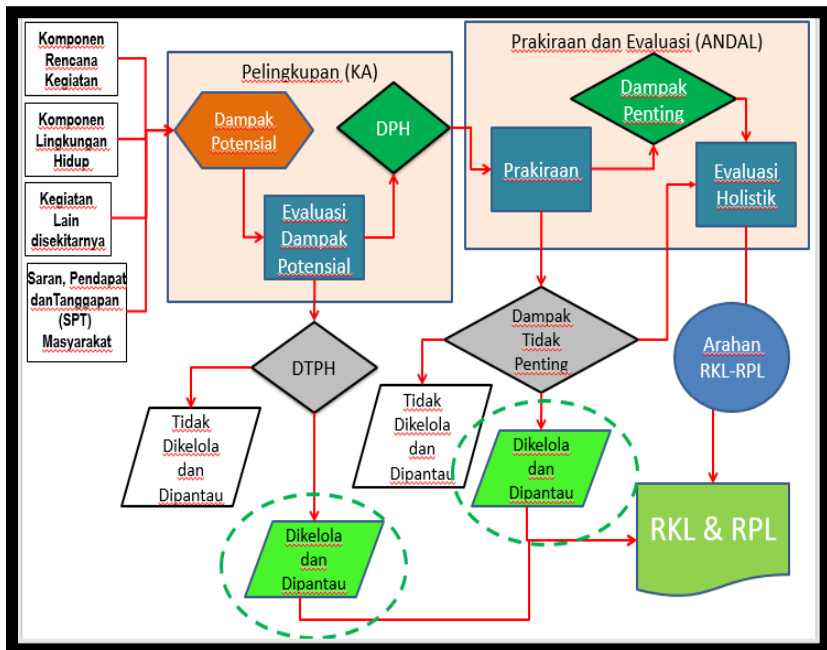 Komponen
Rencana
Kegiatan
Komponen
Lingkungan
Hidup
Kegiatan
Lain
disekitarnya
Saran, Pendapat
danTanggapan
(SPT)
Masyarakat
Pelingkupan (KA)
Dampak
Potensial
DPH
Evaluasi
Dampak
Potensial
Prakiraan dan Evaluasi (ANDAL)
Dampak
Penting
Prakiraan
Evaluasi
Holistik
DTPH
Dampak
Tidak
Penting
Arahan
RKL-RPL
Tidak
Dikelola
dan
Dipantau
Tidak
Dikelola
dan
Dipantau
Dikelola
dan
Dipantau
Dikelola
dan
Dipantau
RKL & RPL